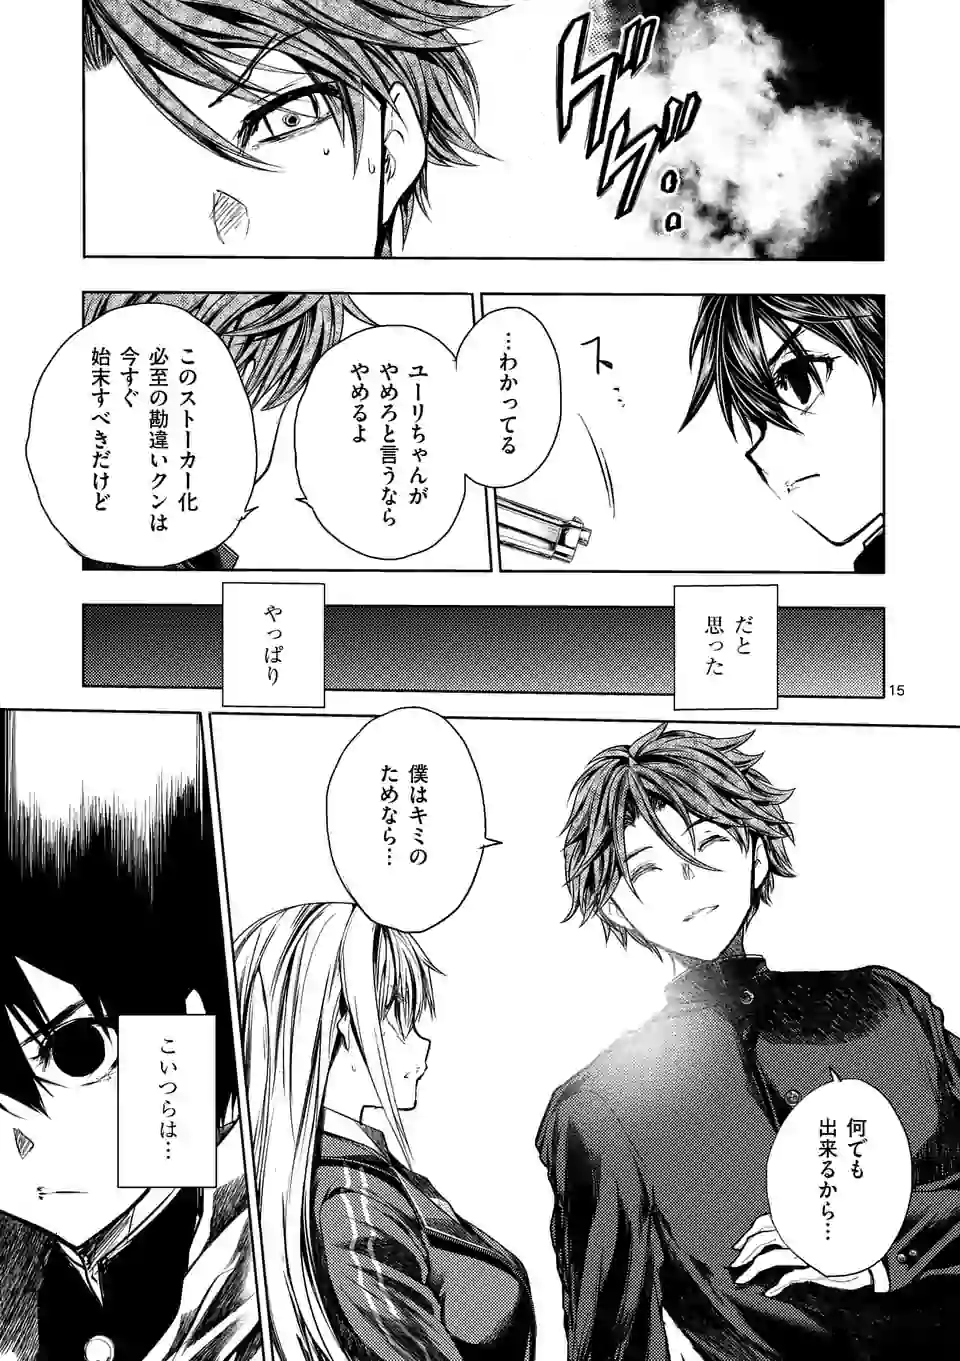 ドドド…
…わかってる
ユーリちゃんが
やめろと言うなら
やめるよ
このストーカー化
必至の勘違いクンは
今すぐ
始末すべきだけど
だと
思った
やっぱり
15
僕はキミの
ためなら…
何でも
出来るから…
こいつらは…